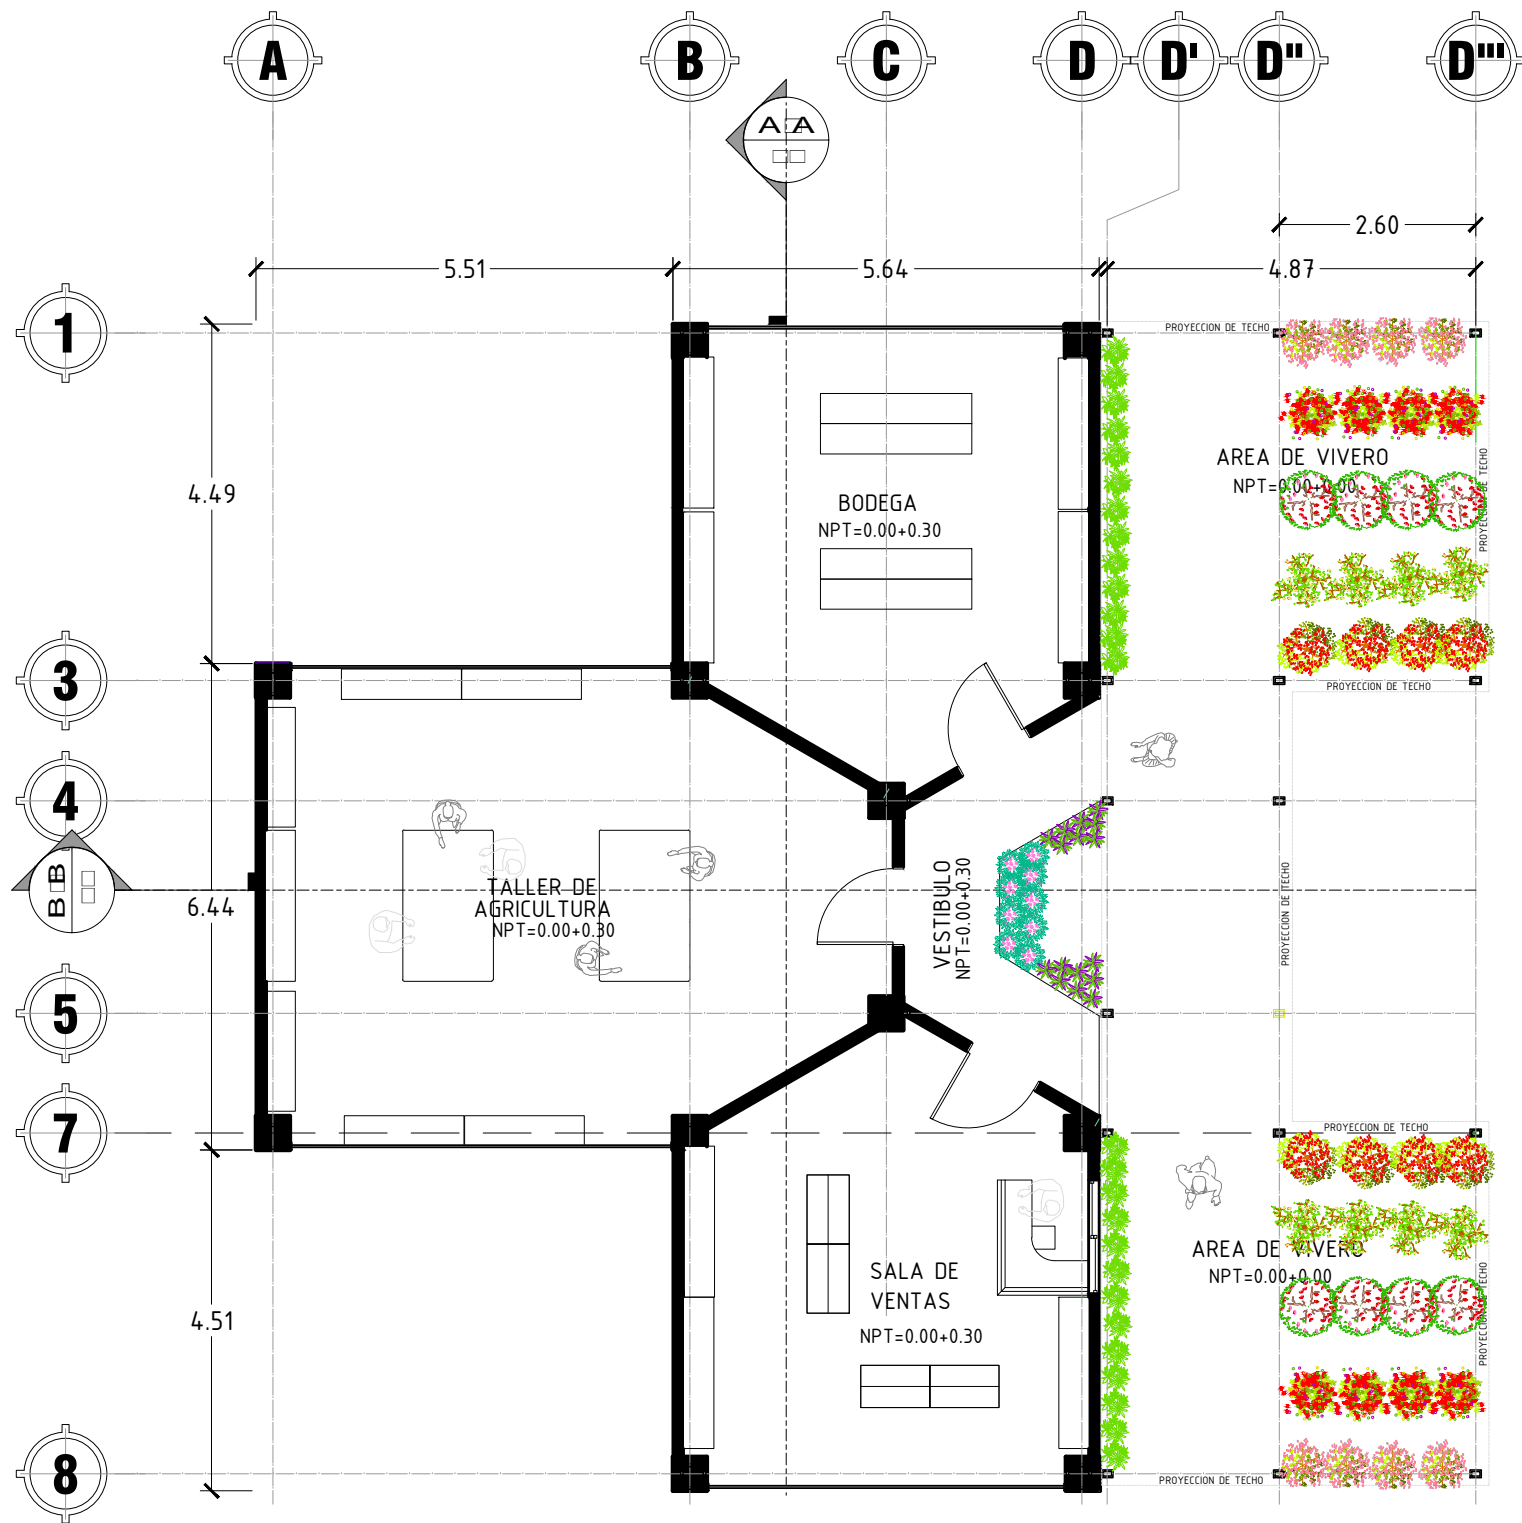 A B C D D' D'' D'''
A A
2.60
5.51 5.64 4.87
1
PROYECCION DE TECHO
AREA DE VIVERO
NPT=0.00+0.00
PROYECCION DE TECHO
4.49
BODEGA
NPT=0.00+0.30
3
PROYECCION DE TECHO
4
B B
6.44
TALLER DE
AGRICULTURA
NPT=0.00+0.30
VESTIBULO
NPT=0.00+0.30
PROYECCION DE TECHO
5
7
PROYECCION DE TECHO
AREA DE VIVERO
NPT=0.00+0.00
PROYECCION DE TECHO
SALA DE
VENTAS
NPT=0.00+0.30
4.51
8
PROYECCION DE TECHO